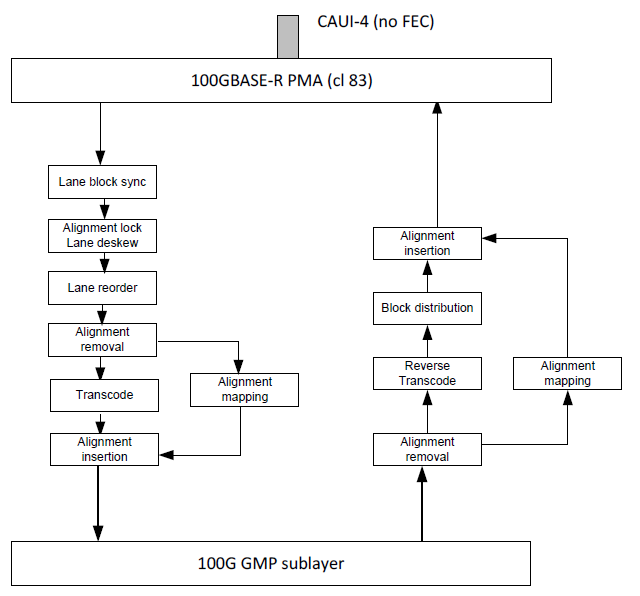 CAUI-4 (no FEC)
100GBASE-R PMA (cl 83)
Lane block sync
Alignment lock
Lane deskew
Lane reorder
Alignment
removal
Transcode
Alignment
mapping
Alignment
insertion
Alignment
insertion
Block distribution
Reverse
Transcode
Alignment
mapping
Alignment
removal
100G GMP sublayer